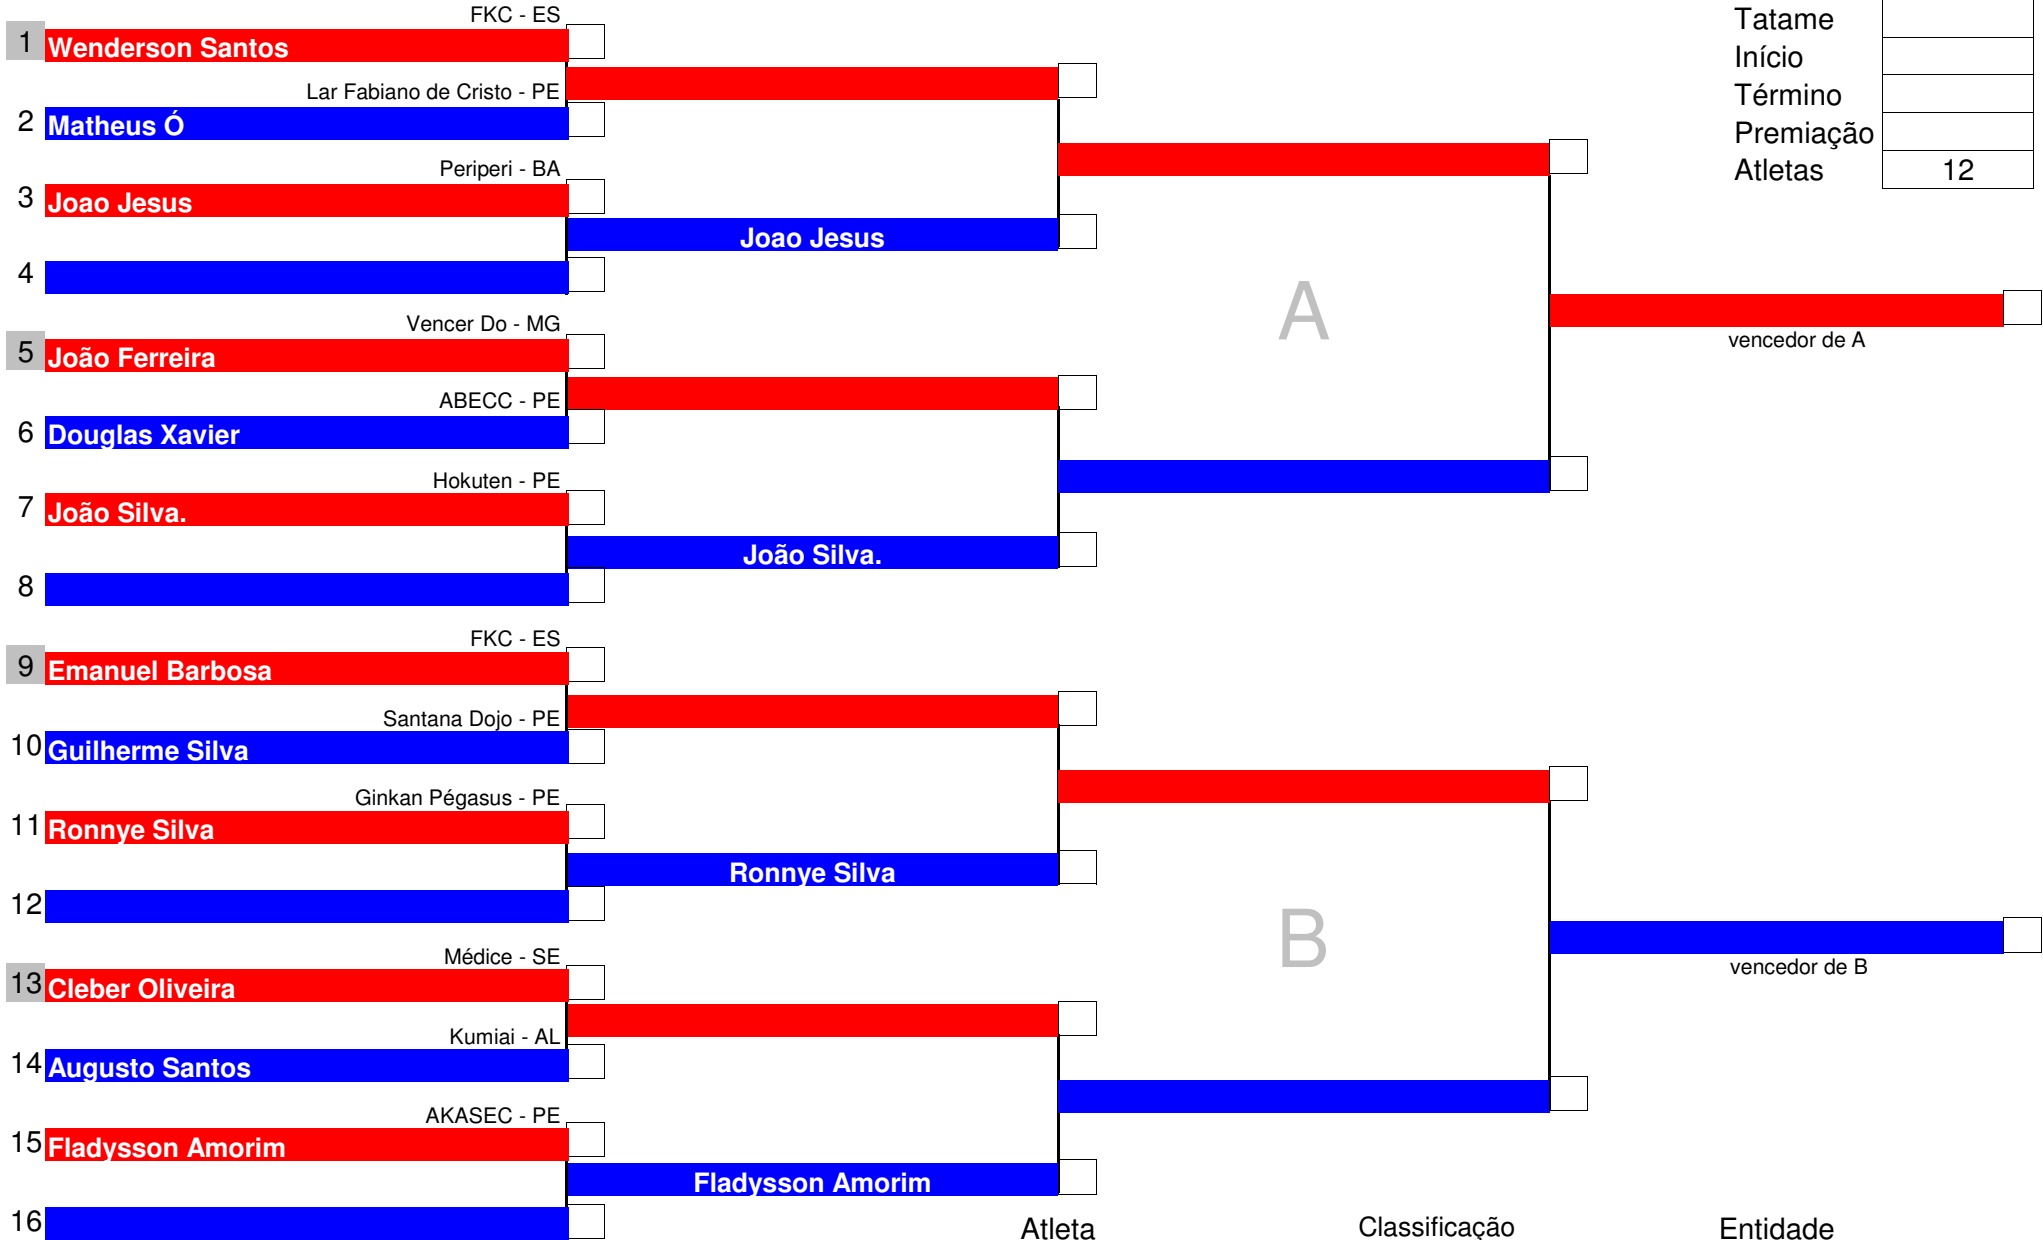 FKC - ES
1 Wenderson Santos
Lar Fabiano de Cristo - PE
2 Matheus Ó
Periperi - BA
3 Joao Jesus
Joao Jesus
4
Vencer Do - MG
5 João Ferreira
ABECC - PE
6 Douglas Xavier
Hokuten - PE
7 João Silva.
João Silva.
8
FKC - ES
9 Emanuel Barbosa
Santana Dojo - PE
10 Guilherme Silva
Ginkan Pégasus - PE
11 Ronnye Silva
Ronnye Silva
12
Médice - SE
13 Cleber Oliveira
Kumiai - AL
14 Augusto Santos
AKASEC - PE
15 Fladysson Amorim
Fladysson Amorim
16
A
B
vencedor de A
vencedor de B
Tatame
Início
Término
Premiação
Atletas 12
Atleta Classificação Entidade